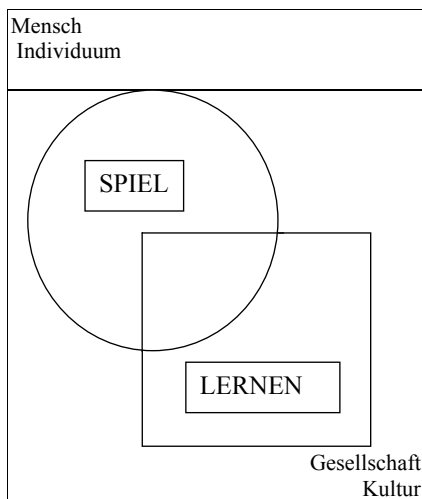 Mensch
Individuum
SPIEL
LERNEN
Gesellschaft
Kultur